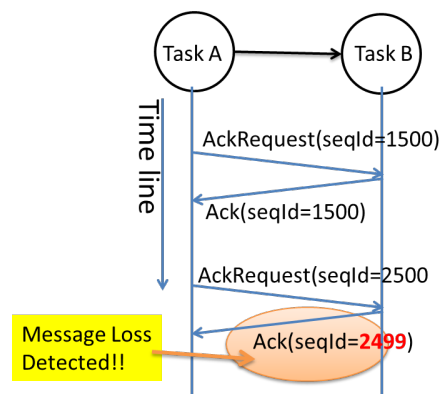 Task A
Task B
Time line
AckRequest(seqId=1500)
Ack(seqId=1500)
AckRequest(seqId=2500
Message Loss
Detected!!
Ack(seqId=2499)